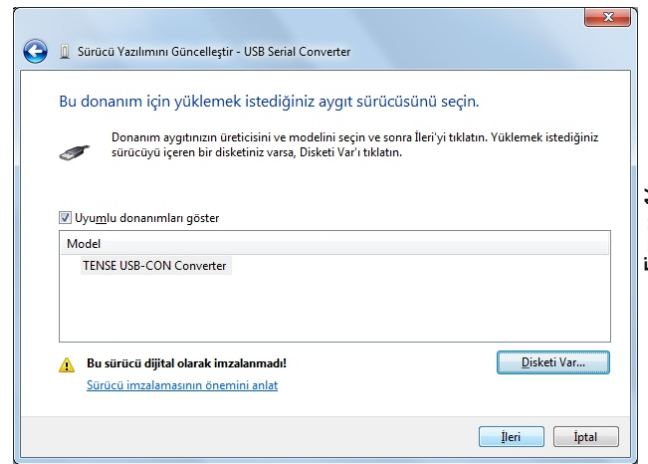 Sürücü Yazılımını Güncelleştir - USB Serial Converter
Bu donanım için yüklemek istediğiniz aygıt sürücüsünü seçin.
Donanım aygıtınızın üreticisini ve modelini seçin ve sonra İleri'yi tıklatın. Yüklemek istediğiniz
sürücüyü içeren bir disketiniz varsa, Disketi Var'ı tıklatın.
Uyumlu donanımları göster
Model
TENSE USB-CON Converter
Bu sürücü dijital olarak imzalanmadı!
Disketi Var...
Sürücü imzalamasının önemini anlat
İleri
İptal